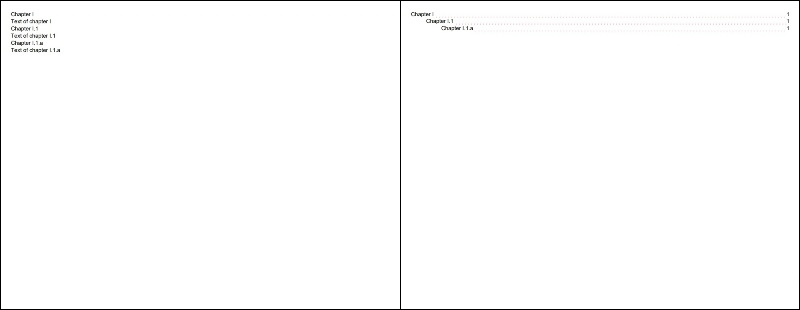 Chapter I
Text of chapter I
Chapter I.1
Text of chapter I.1
Chapter I.1.a
Text of chapter I.1.a
Chapter I 1
Chapter I.1 1
Chapter I.1.a 1